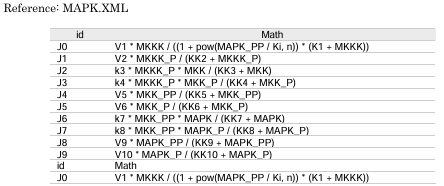 Reference: MAPK.XML
id Math
J0 V1 * MKKK / ((1 + pow(MAPK_PP / Ki, n)) * (K1 + MKKK))
J1 V2 * MKKK_P / (KK2 + MKKK_P)
J2 k3 * MKKK_P * MKK / (KK3 + MKK)
J3 k4 * MKKK_P * MKK_P / (KK4 + MKK_P)
J4 V5 * MKK_PP / (KK5 + MKK_PP)
J5 V6 * MKK_P / (KK6 + MKK_P)
J6 k7 * MKK_PP * MAPK / (KK7 + MAPK)
J7 k8 * MKK_PP * MAPK_P / (KK8 + MAPK_P)
J8 V9 * MAPK_PP / (KK9 + MAPK_PP)
J9 V10 * MAPK_P / (KK10 + MAPK_P)
id Math
J0 V1 * MKKK / ((1 + pow(MAPK_PP / Ki, n)) * (K1 + MKKK))